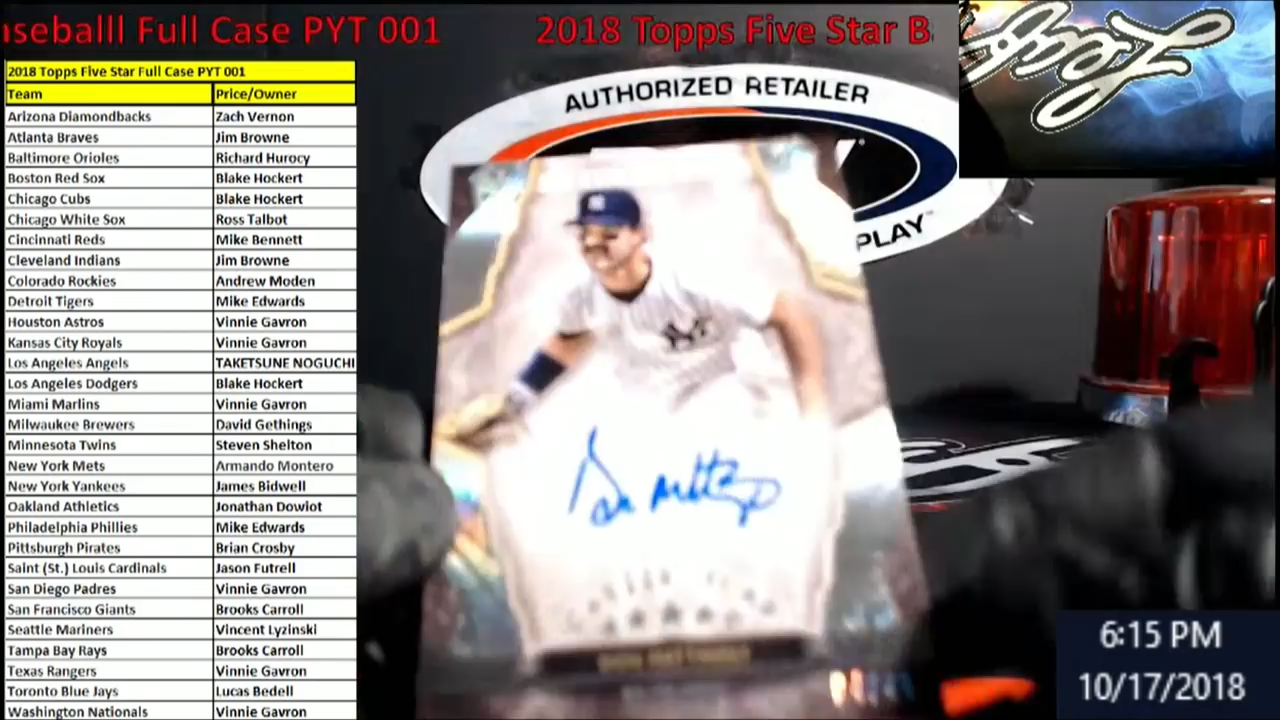 aseballl Full Case PYT 001
2018 Topps Five Star B
2018 Topps Five Star Full Case PYT 001
Team Price/Owner
Arizona Diamondbacks Zach Vernon
Atlanta Braves Jim Browne
Baltimore Orioles Richard Hurocy
Boston Red Sox Blake Hockert
Chicago Cubs Blake Hockert
Chicago White Sox Ross Talbot
Cincinnati Reds Mike Bennett
Cleveland Indians Jim Browne
Colorado Rockies Andrew Moden
Detroit Tigers Mike Edwards
Houston Astros Vinnie Gavron
Kansas City Royals Vinnie Gavron
Los Angeles Angels TAKETSUNE NOGUCHI
Los Angeles Dodgers Blake Hockert
Miami Marlins Vinnie Gavron
Milwaukee Brewers David Gethings
Minnesota Twins Steven Shelton
New York Mets Armando Montero
New York Yankees James Bidwell
Oakland Athletics Jonathan Dowiot
Philadelphia Phillies Mike Edwards
Pittsburgh Pirates Brian Crosby
Saint (St.) Louis Cardinals Jason Futrell
San Diego Padres Vinnie Gavron
San Francisco Giants Brooks Carroll
Seattle Mariners Vincent Lyzinski
Tampa Bay Rays Brooks Carroll
Texas Rangers Vinnie Gavron
Toronto Blue Jays Lucas Bedell
Washington Nationals Vinnie Gavron
AUTHORIZED RETAILER
PLAY
6:15 PM
10/17/2018